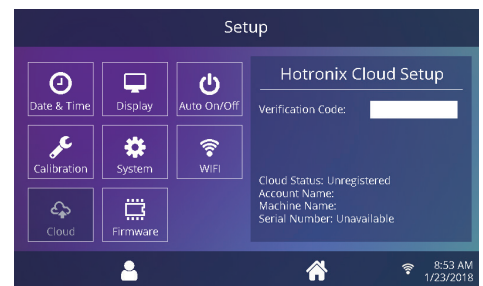 Setup
Date & Time
Display
Auto On/Off
Calibration
System
WIFI
Cloud
Firmware
Hotronix Cloud Setup
Verification Code:
Cloud Status: Unregistered
Account Name:
Machine Name:
Serial Number: Unavailable
8:53 AM
1/23/2018